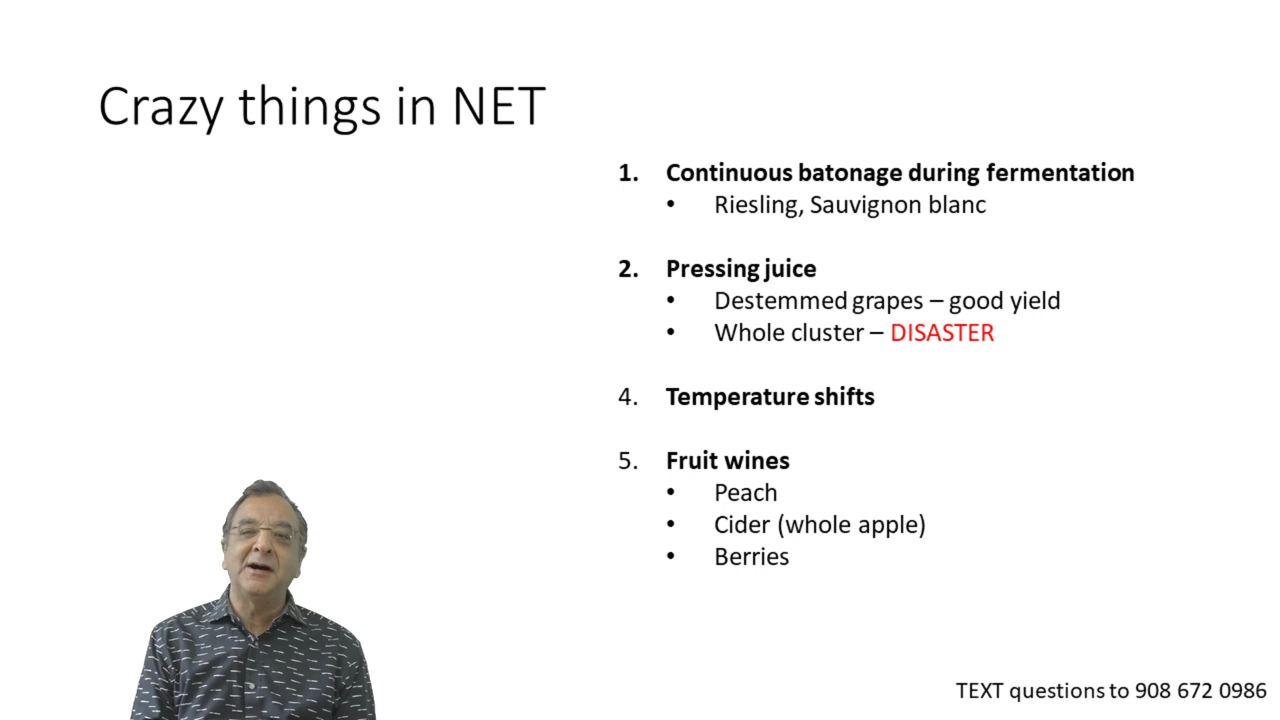 Crazy things in NET
1. Continuous batonage during fermentation
• Riesling, Sauvignon blanc
2. Pressing juice
• Destemmed grapes – good yield
• Whole cluster – DISASTER
4. Temperature shifts
5. Fruit wines
• Peach
• Cider (whole apple)
• Berries
TEXT questions to 908 672 0986